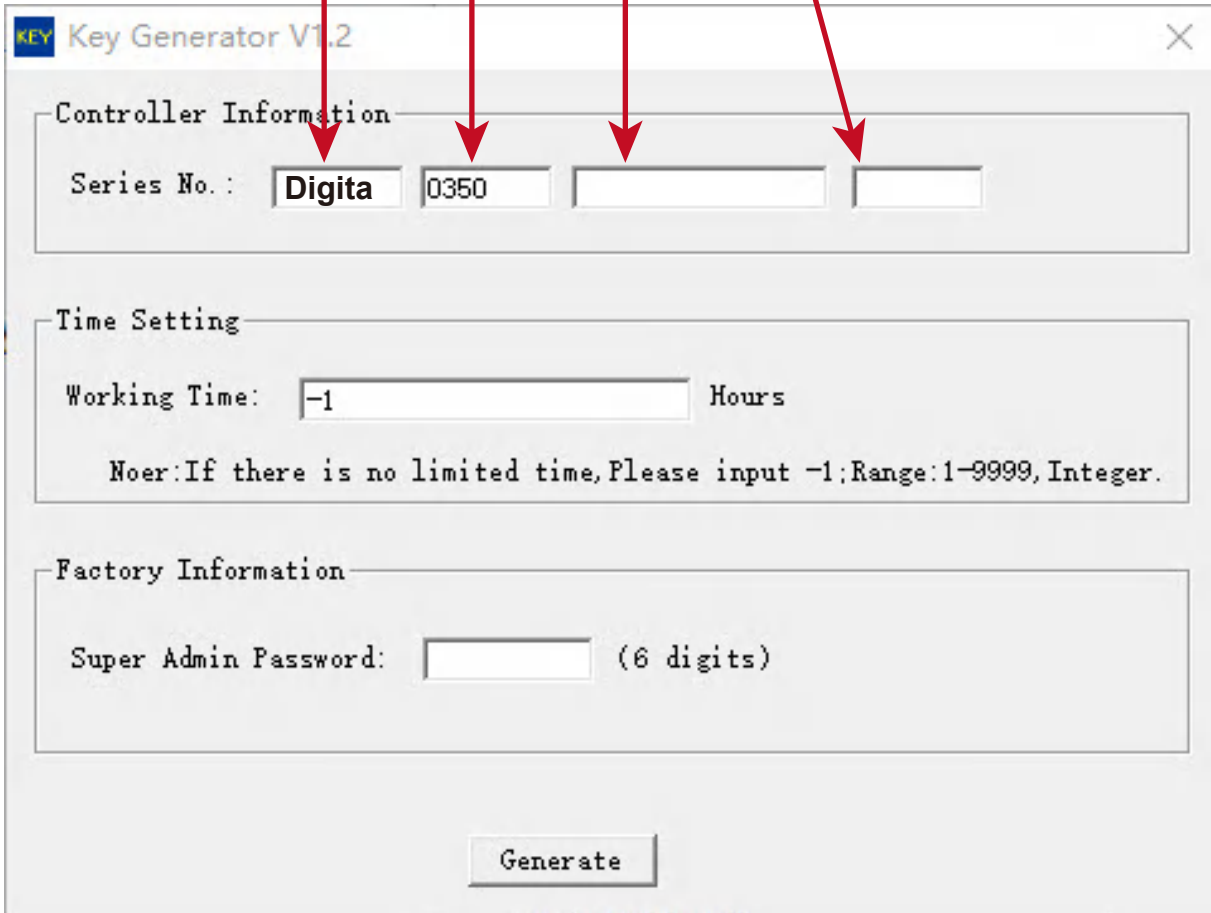 KEY Key Generator V1.2
Controller Information
Series No.: Digita 0350
Time Setting
Working Time: -1 Hours
Noer:If there is no limited time,Please input -1;Range:1-9999,Integer.
Factory Information
Super Admin Password: (6 digits)
Generate